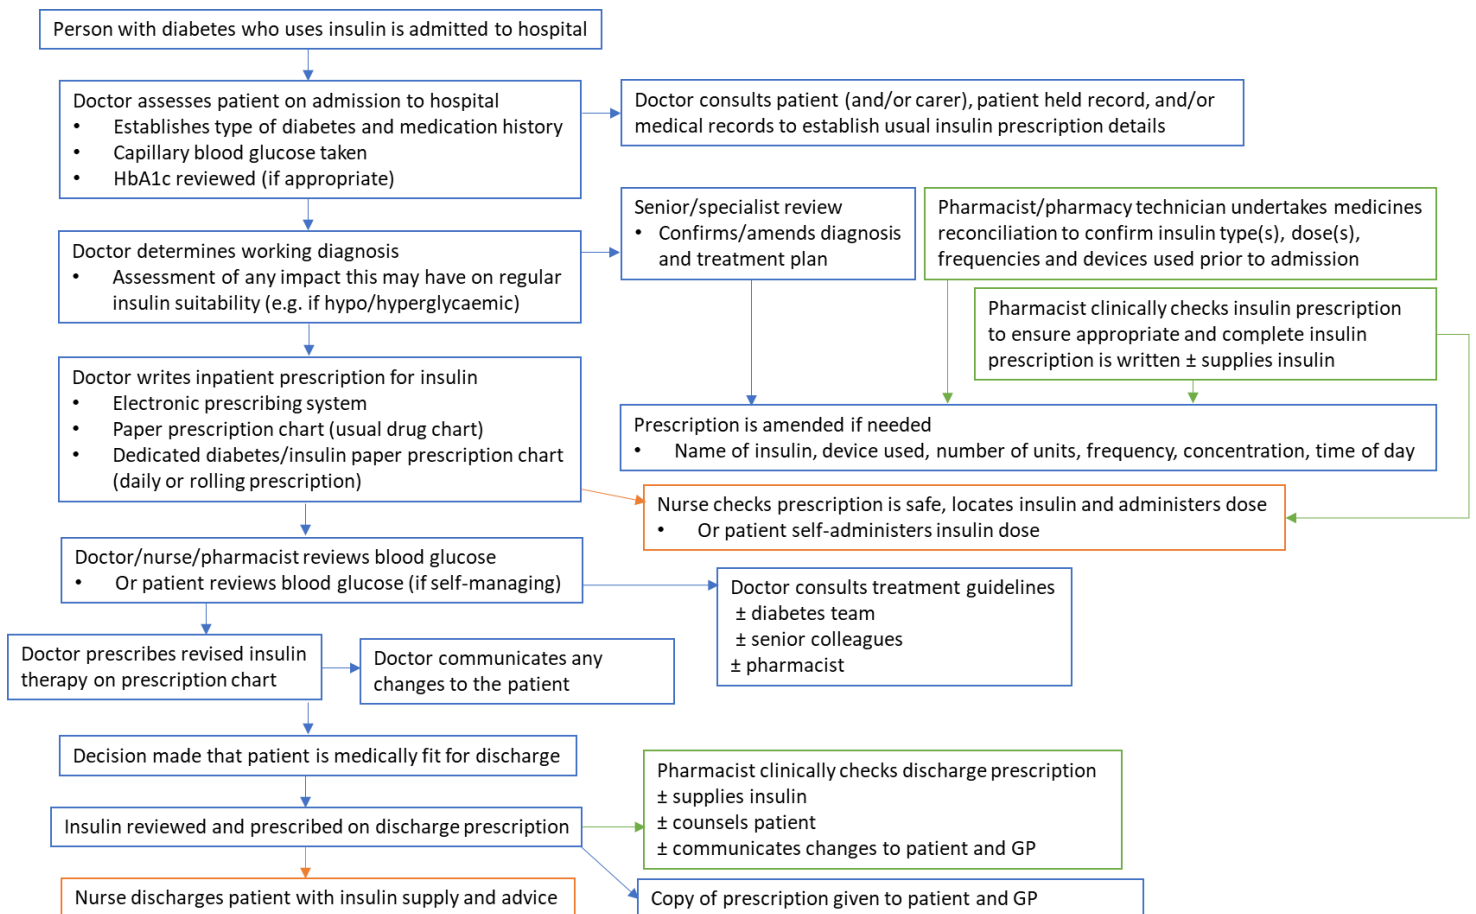 Person with diabetes who uses insulin is admitted to hospital
Doctor assesses patient on admission to hospital
• Establishes type of diabetes and medication history
• Capillary blood glucose taken
• HbA1c reviewed (if appropriate)
Doctor consults patient (and/or carer), patient held record, and/or
medical records to establish usual insulin prescription details
Doctor determines working diagnosis
• Assessment of any impact this may have on regular
insulin suitability (e.g. if hypo/hyperglycaemic)
Senior/specialist review
• Confirms/amends diagnosis
and treatment plan
Pharmacist/pharmacy technician undertakes medicines
reconciliation to confirm insulin type(s), dose(s),
frequencies and devices used prior to admission
Pharmacist clinically checks insulin prescription
to ensure appropriate and complete insulin
prescription is written ± supplies insulin
Doctor writes inpatient prescription for insulin
• Electronic prescribing system
• Paper prescription chart (usual drug chart)
• Dedicated diabetes/insulin paper prescription chart
(daily or rolling prescription)
Prescription is amended if needed
• Name of insulin, device used, number of units, frequency, concentration, time of day
Nurse checks prescription is safe, locates insulin and administers dose
• Or patient self-administers insulin dose
Doctor/nurse/pharmacist reviews blood glucose
• Or patient reviews blood glucose (if self-managing)
Doctor consults treatment guidelines
± diabetes team
± senior colleagues
± pharmacist
Doctor prescribes revised insulin
therapy on prescription chart
Doctor communicates any
changes to the patient
Decision made that patient is medically fit for discharge
Insulin reviewed and prescribed on discharge prescription
Pharmacist clinically checks discharge prescription
± supplies insulin
± counsels patient
± communicates changes to patient and GP
Nurse discharges patient with insulin supply and advice
Copy of prescription given to patient and GP